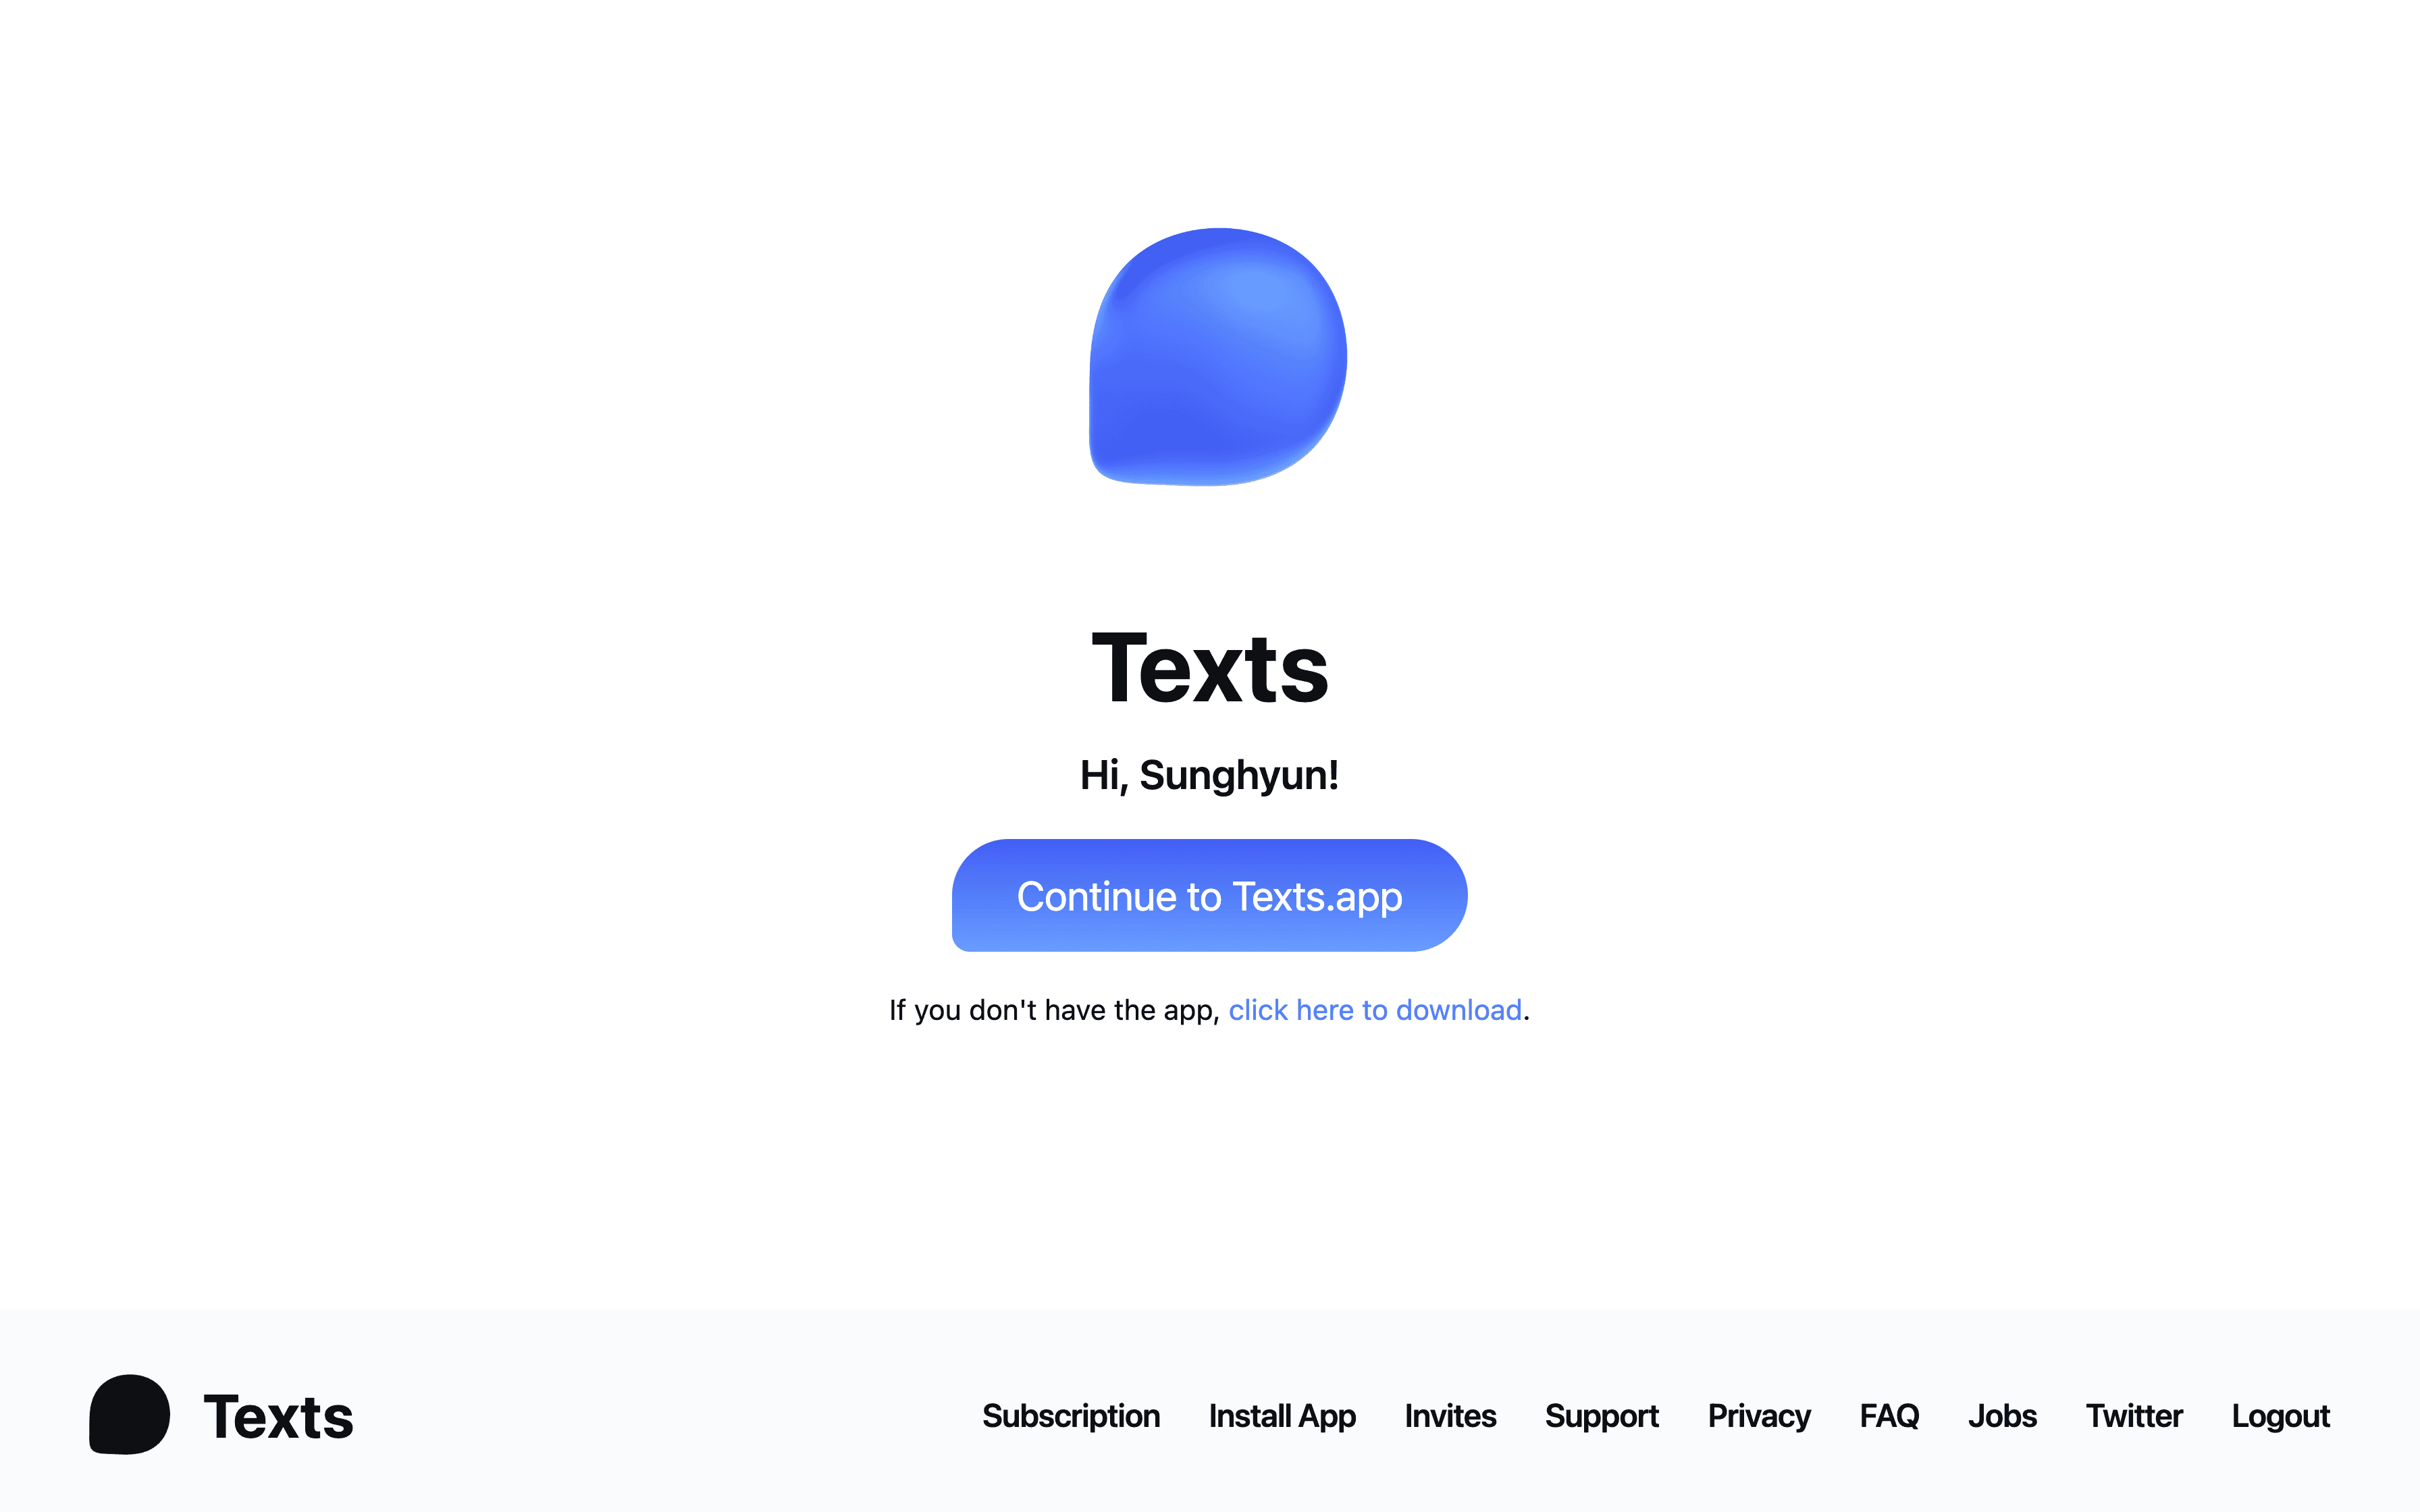 Texts
Hi, Sunghyun!
Continue to Texts.app
If you don't have the app, click here to download.
Texts
Subscription Install App Invites Support Privacy FAQ Jobs Twitter Logout